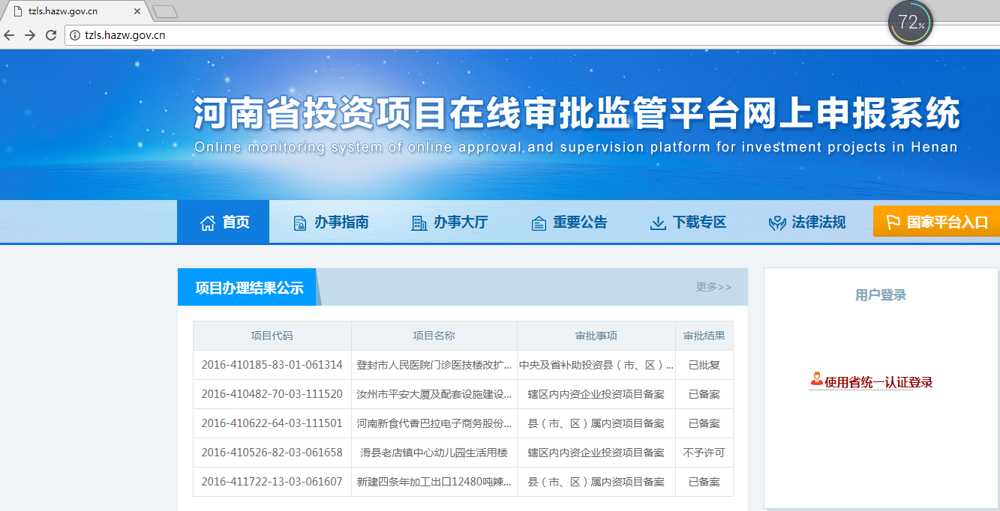 tzls.hazw.gov.cn
72%
tzls.hazw.gov.cn
河南省投资项目在线审批监管平台网上申报系统
Online monitoring system of online approval and supervision platform for investment projects in Henan
首页 办事指南 办事大厅 重要公告 下载专区 法律法规 国家平台入口
项目办理结果公示 更多>>
用户登录
项目代码 项目名称 审批事项 审批结果
2016-410185-83-01-061314 登封市人民医院门诊医技楼改扩... 中央及省补助投资县（市、区）... 已批复
2016-410482-70-03-111520 汝州市平安大厦及配套设施建设... 辖区内内资企业投资项目备案 已备案
使用省统一认证登录
2016-410622-64-03-111501 河南新食代香巴拉电子商务股份... 县（市、区）属内资项目备案 已备案
2016-410526-82-03-061658 滑县老店镇中心幼儿园生活用楼 辖区内内资企业投资项目备案 不予许可
2016-411722-13-03-061607 新建四条年加工出口12480吨辣... 县（市、区）属内资项目备案 已备案